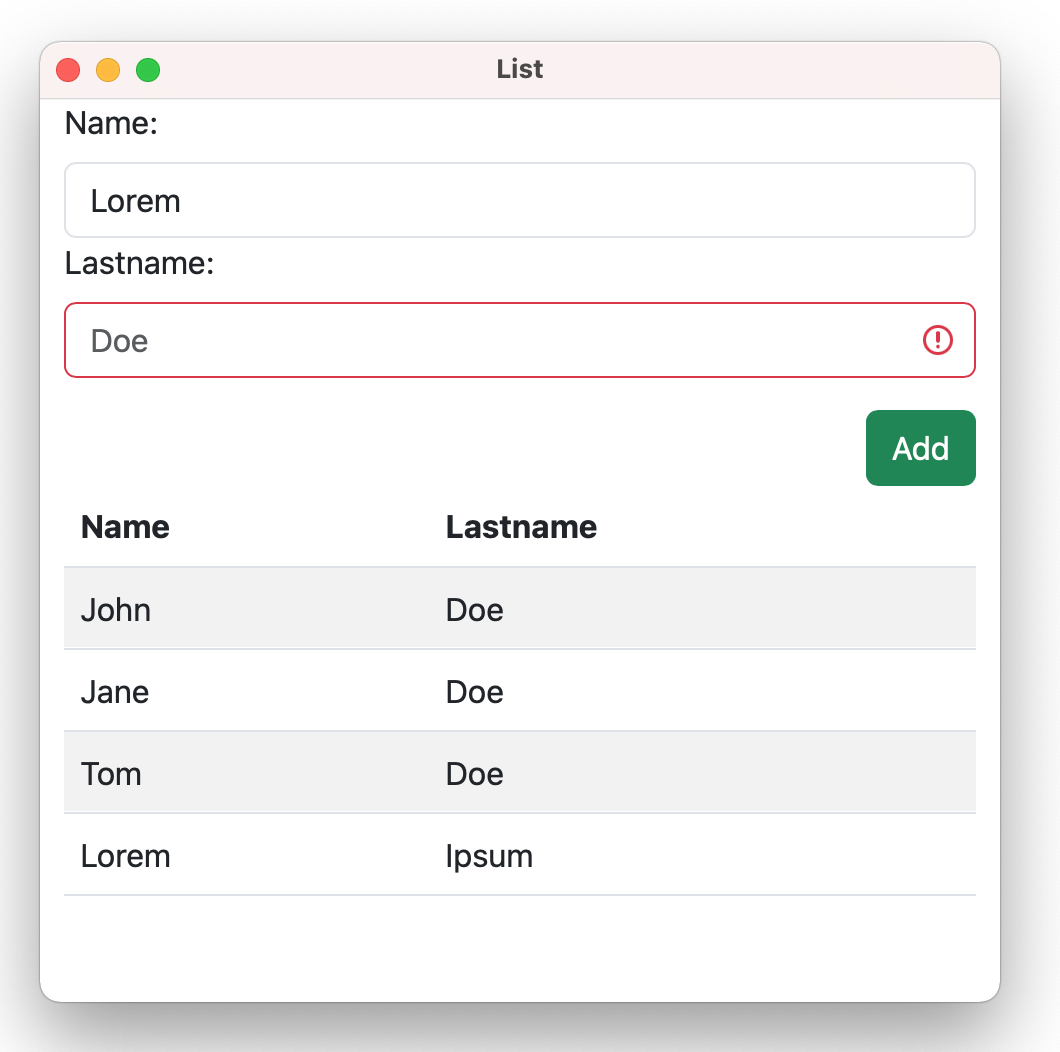 List
Name:
Lorem
Lastname:
Doe
Add
Name Lastname
John Doe
Jane Doe
Tom Doe
Lorem Ipsum